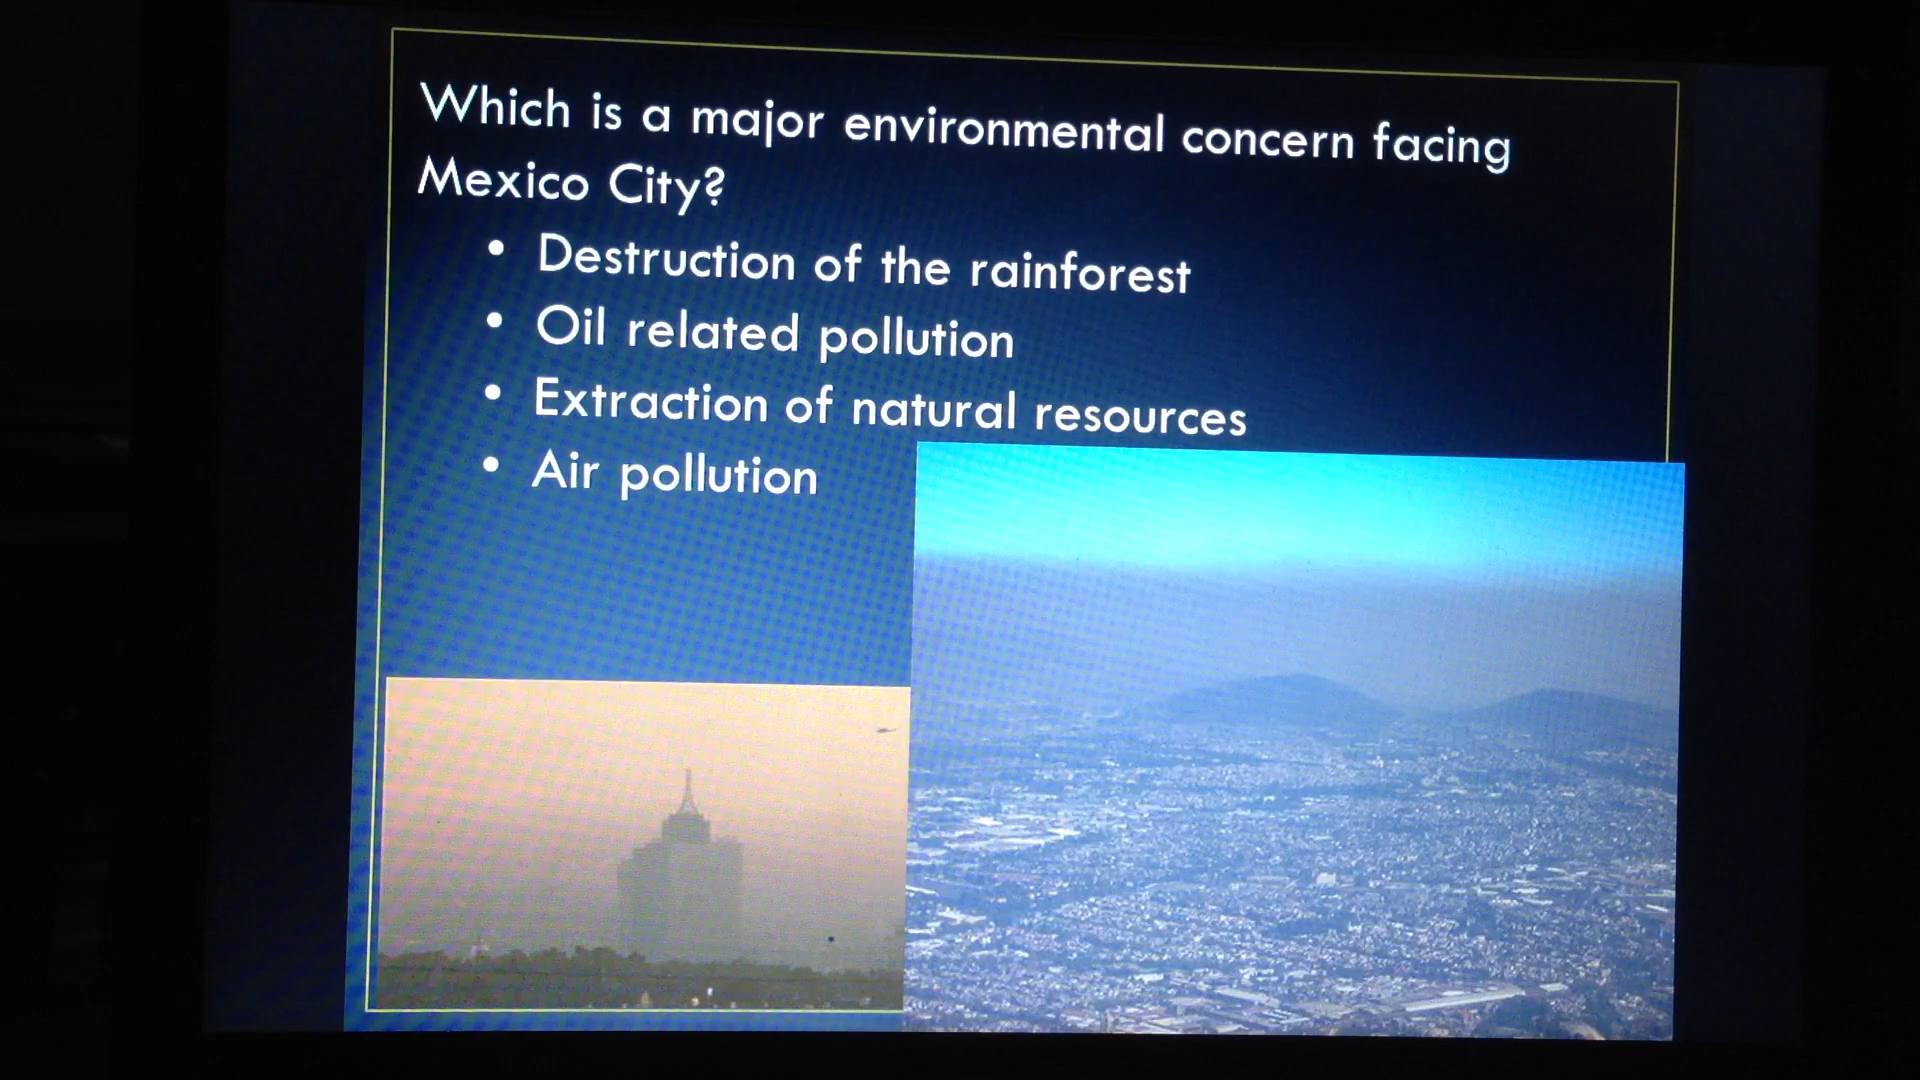 Which is a major environmental concern facing
Mexico City?
• Destruction of the rainforest
• Oil related pollution
• Extraction of natural resources
• Air pollution